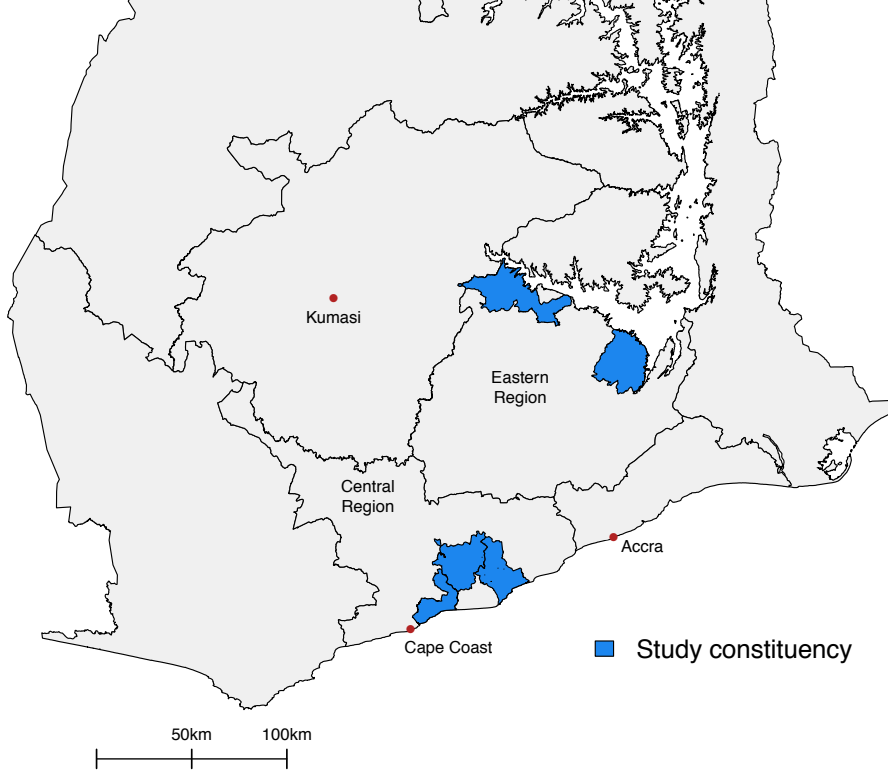 Kumasi
Eastern
Region
Central
Region
Accra
Cape Coast
Study constituency
50km 100km